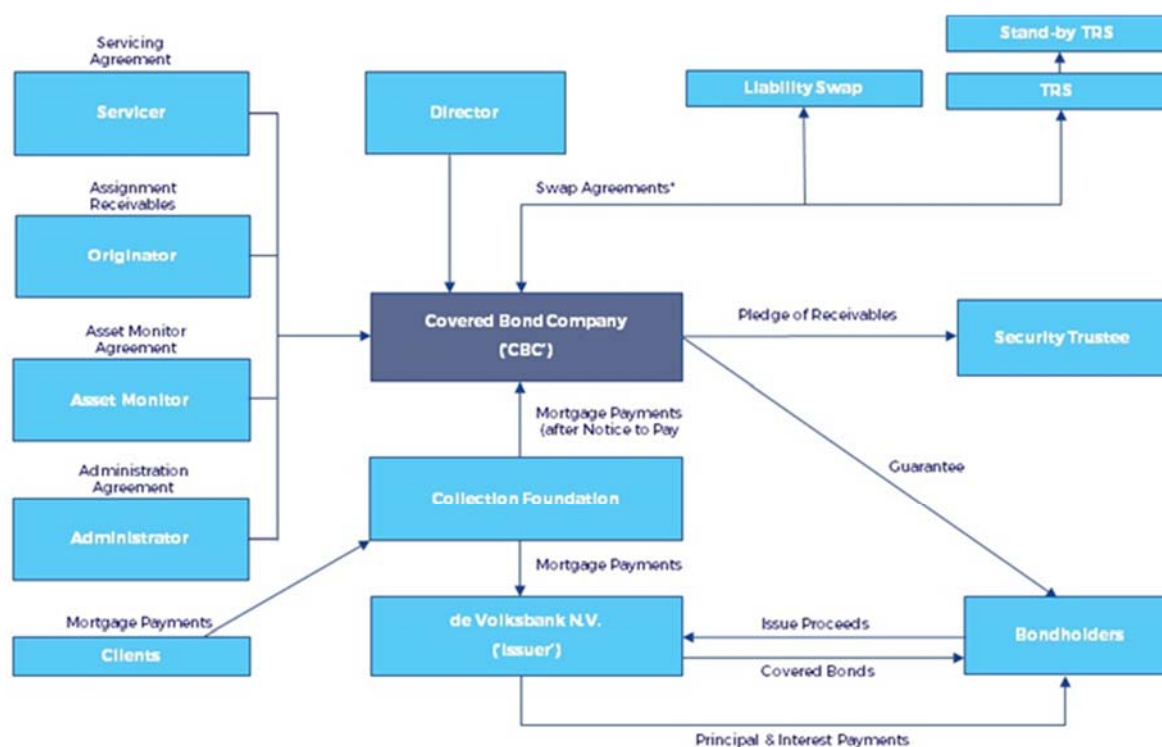 Servicing
Agreement
Servicer
Assignment
Receivables
Originator
Asset Monitor
Agreement
Asset Monitor
Administration
Agreement
Administrator
Mortgage Payments
Clients
Director
Liability Swap
Stand-by TRS
TRS
Swap Agreements*
Covered Bond Company
('CBC')
Pledge of Receivables
Security Trustee
Mortgage Payments
(after Notice to Pay
Guarantee
Collection Foundation
Mortgage Payments
de Volksbank N.V.
('Issuer')
Issue Proceeds
Covered Bonds
Bondholders
Principal & Interest Payments